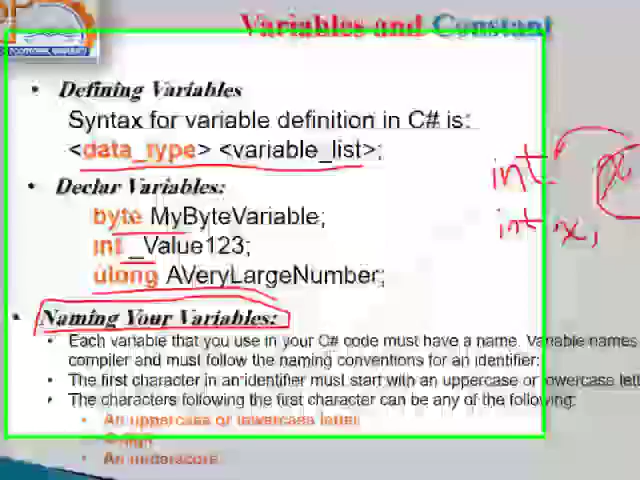 Variables and Constant
• Defining Variables
Syntax for variable definition in C# is:
<data_type> <variable_list>;
• Declar Variables:
byte MyByteVariable;
int _Value123;
ulong AVeryLargeNumber;
int
x
int x,
• Naming Your Variables:
• Each variable that you use in your C# code must have a name. Variable names
compiler and must follow the naming conventions for an identifier:
• The first character in an identifier must start with an uppercase or lowercase lett
• The characters following the first character can be any of the following:
• An uppercase or lowercase letter
• An underscore